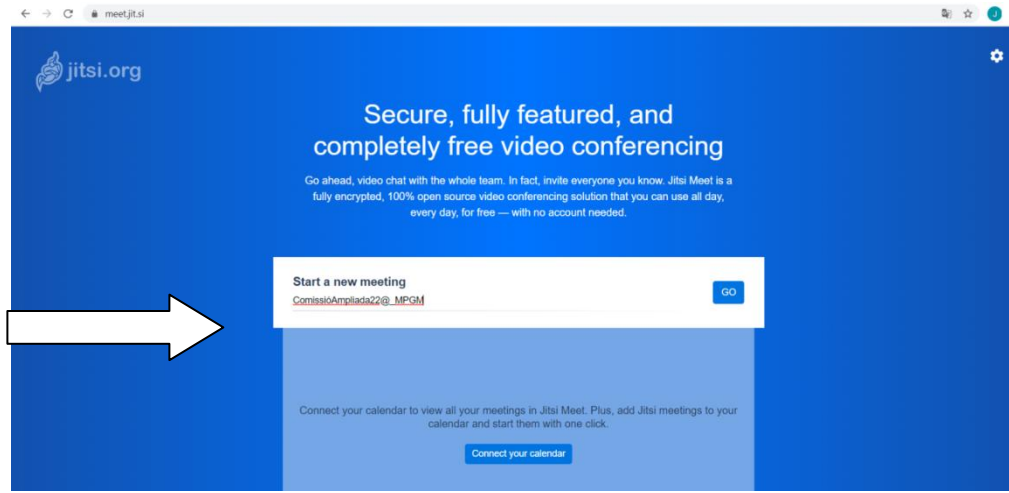 meet.jit.si
J
jitsi.org
Secure, fully featured, and
completely free video conferencing
Go ahead, video chat with the whole team. In fact, invite everyone you know. Jitsi Meet is a
fully encrypted, 100% open source video conferencing solution that you can use all day,
every day, for free — with no account needed.
Start a new meeting
ComissióAmpliada22@_MPGM
GO
Connect your calendar to view all your meetings in Jitsi Meet. Plus, add Jitsi meetings to your
calendar and start them with one click.
Connect your calendar